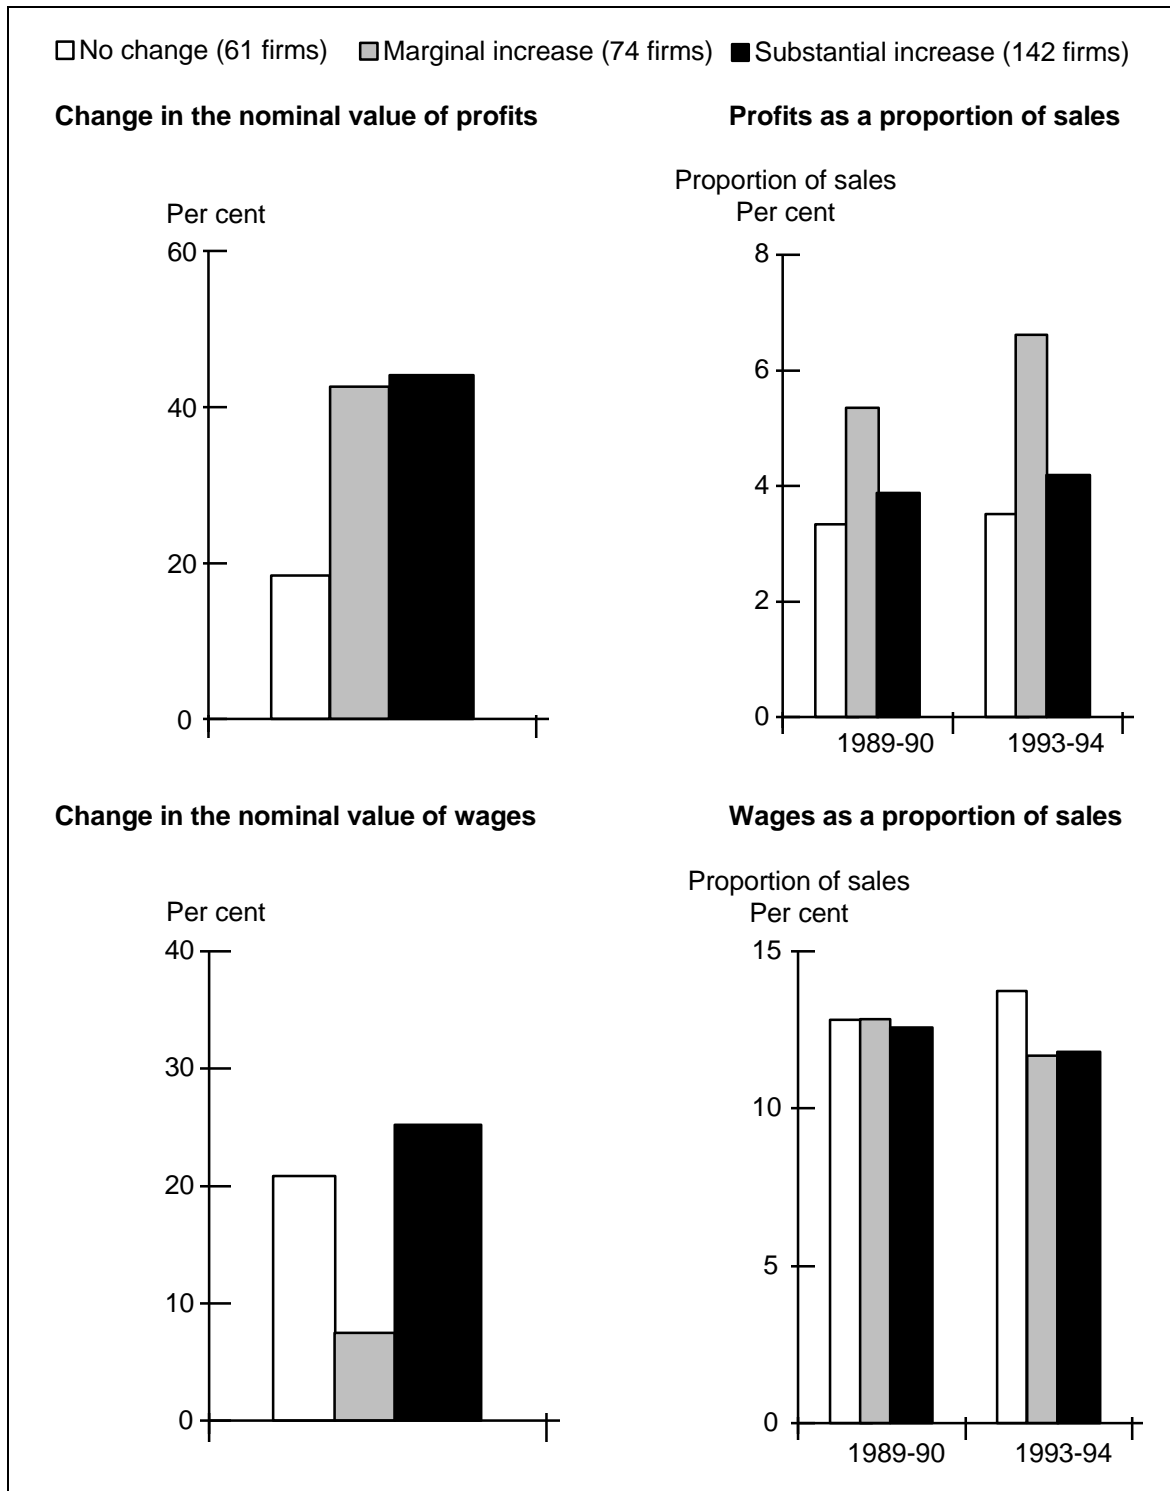 No change (61 firms) Marginal increase (74 firms) Substantial increase (142 firms)
Change in the nominal value of profits
Per cent
60
40
20
0
Profits as a proportion of sales
Proportion of sales
Per cent
8
6
4
2
0
1989-90 1993-94
Change in the nominal value of wages
Per cent
40
30
20
10
0
Wages as a proportion of sales
Proportion of sales
Per cent
15
10
5
0
1989-90 1993-94